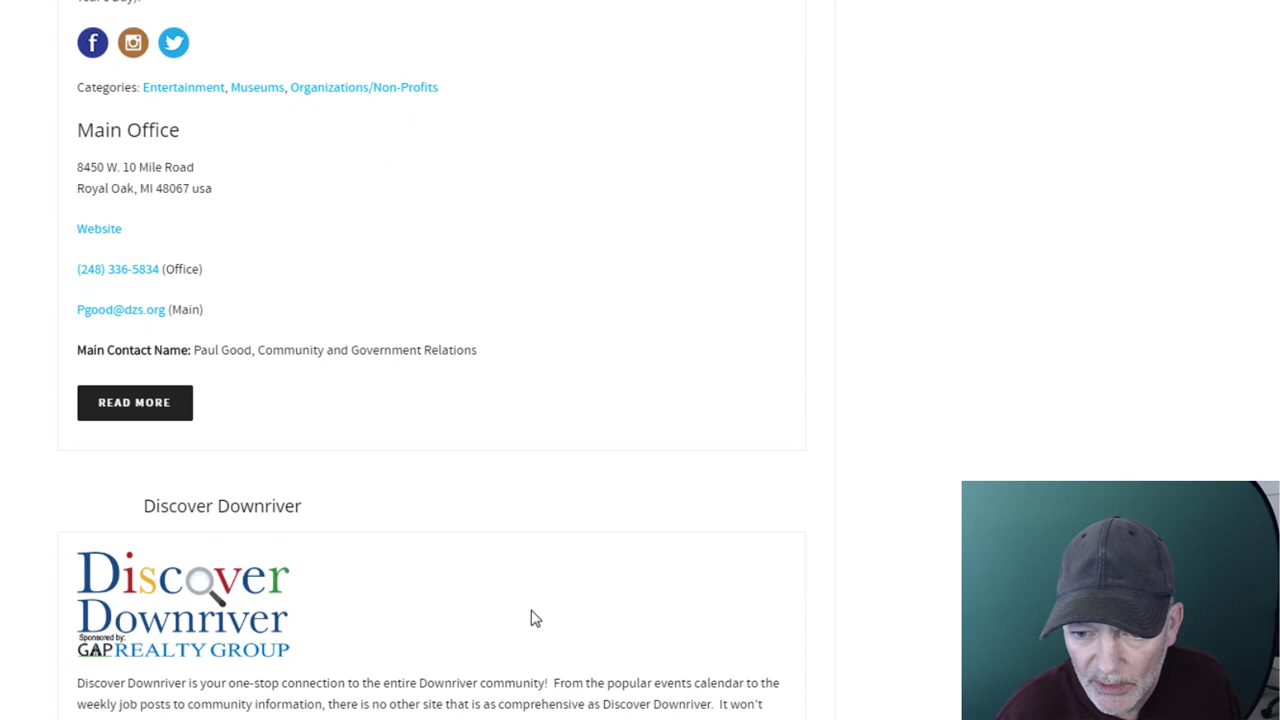 Categories: Entertainment, Museums, Organizations/Non-Profits
Main Office
8450 W. 10 Mile Road
Royal Oak, MI 48067 usa
Website
(248) 336-5834 (Office)
Pgood@dzs.org (Main)
Main Contact Name: Paul Good, Community and Government Relations
READ MORE
Discover Downriver
Discover
Downriver
Sponsored by:
GAP REALTY GROUP
Discover Downriver is your one-stop connection to the entire Downriver community! From the popular events calendar to the
weekly job posts to community information, there is no other site that is as comprehensive as Discover Downriver. It won't